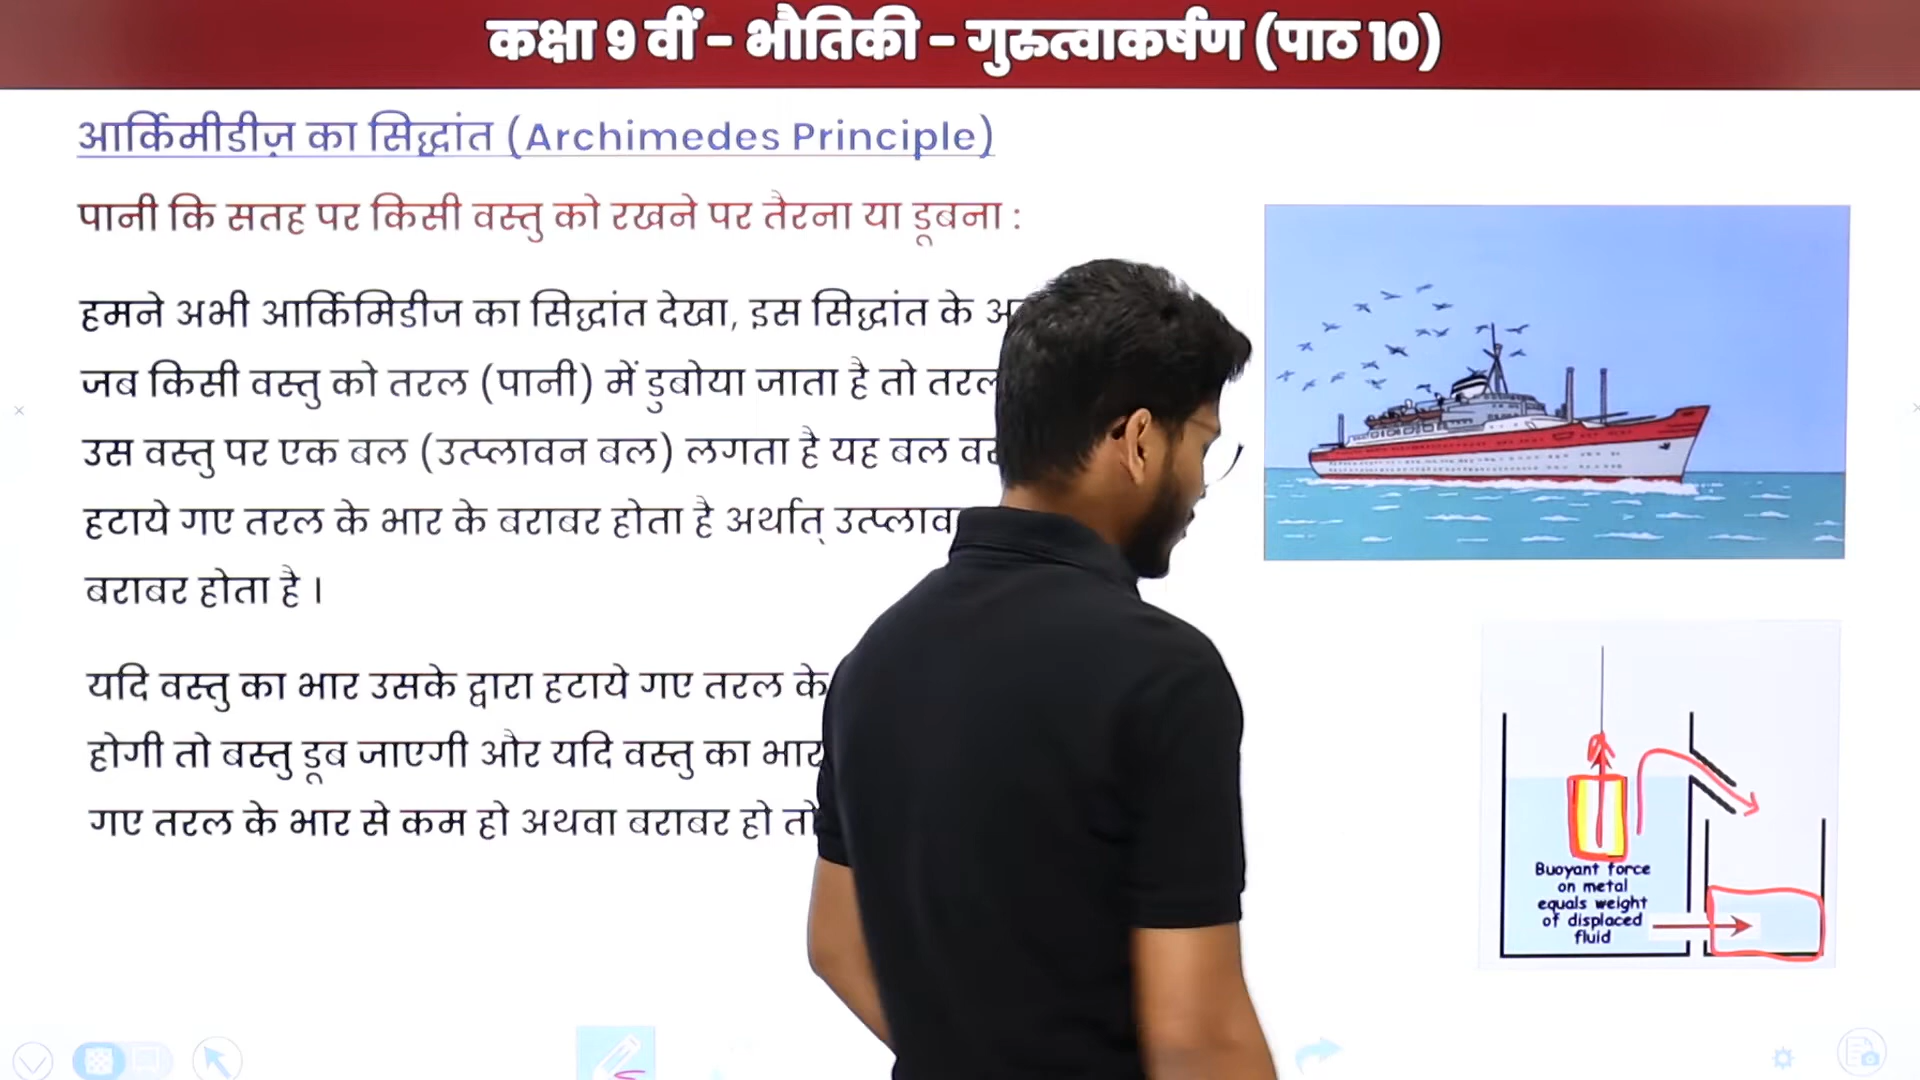 कक्षा 9 वीं - भौतिकी - गुरुत्वाकर्षण (पाठ 10)
आर्किमीडीज़ का सिद्धांत (Archimedes Principle)
पानी कि सतह पर किसी वस्तु को रखने पर तैरना या डूबना :
हमने अभी आर्किमिडीज का सिद्धांत देखा, इस सिद्धांत के
जब किसी वस्तु को तरल (पानी) में डुबोया जाता है तो तरल
उस वस्तु पर एक बल (उत्प्लावन बल) लगता है यह बल
हटाये गए तरल के भार के बराबर होता है अर्थात्
बराबर होता है ।
यदि वस्तु का भार उसके द्वारा हटाये गए तरल के
होगी तो बस्तु डूब जाएगी और यदि वस्तु का भार
गए तरल के भार से कम हो अथवा बराबर हो तो
Buoyant force
on metal
equals weight
of displaced
fluid